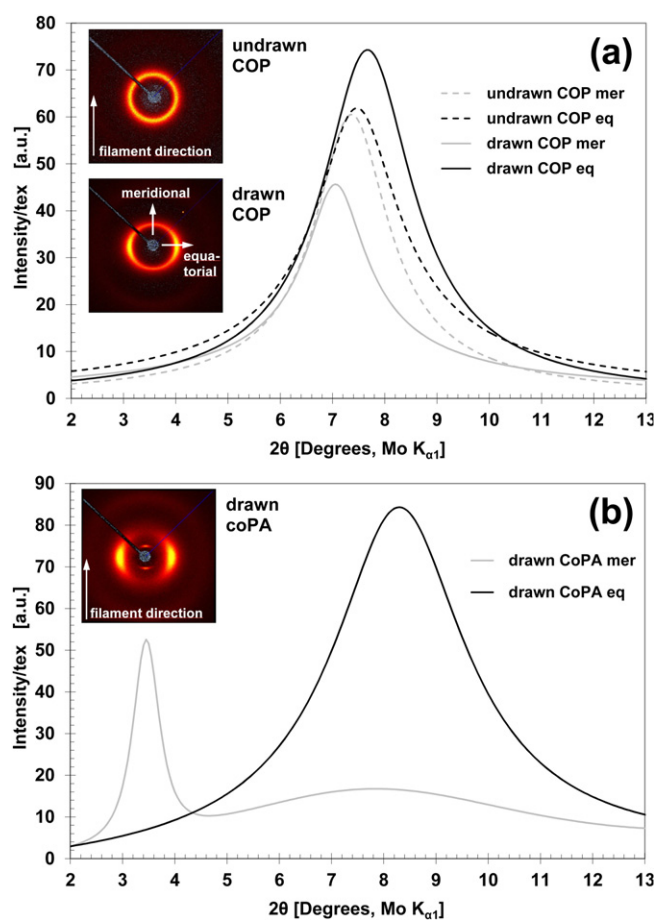 80
70
60
50
40
30
20
10
0
Intensity/tex [a.u.]
undrawn
COP
filament direction
drawn
COP
meridional
equa-
torial
(a)
undrawn COP mer
undrawn COP eq
drawn COP mer
drawn COP eq
2 3 4 5 6 7 8 9 10 11 12 13
2θ [Degrees, Mo Kα1]
90
80
70
60
50
40
30
20
10
0
Intensity/tex [a.u.]
drawn
coPA
filament direction
(b)
drawn CoPA mer
drawn CoPA eq
2 3 4 5 6 7 8 9 10 11 12 13
2θ [Degrees, Mo Kα1]